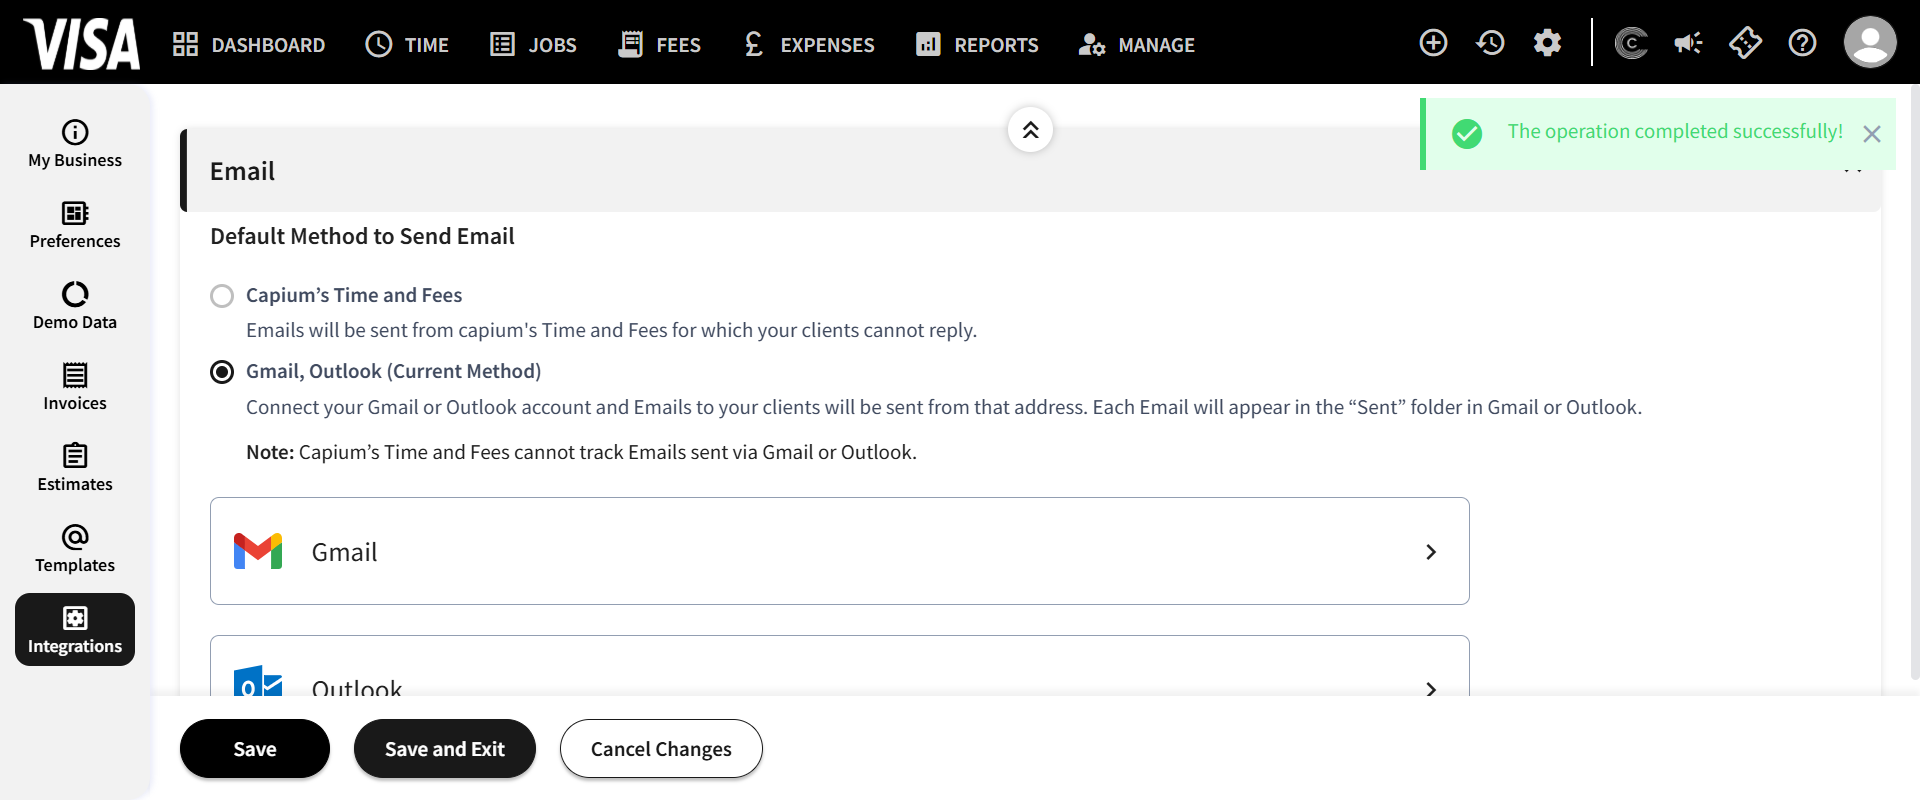 VISA
DASHBOARD
TIME
JOBS
FEES
EXPENSES
REPORTS
MANAGE
The operation completed successfully!
My Business
Preferences
Demo Data
Invoices
Estimates
Templates
Integrations
Email
Default Method to Send Email
Capium’s Time and Fees
Emails will be sent from capium's Time and Fees for which your clients cannot reply.
Gmail, Outlook (Current Method)
Connect your Gmail or Outlook account and Emails to your clients will be sent from that address. Each Email will appear in the “Sent” folder in Gmail or Outlook.
Note: Capium’s Time and Fees cannot track Emails sent via Gmail or Outlook.
Gmail
Outlook
Save
Save and Exit
Cancel Changes